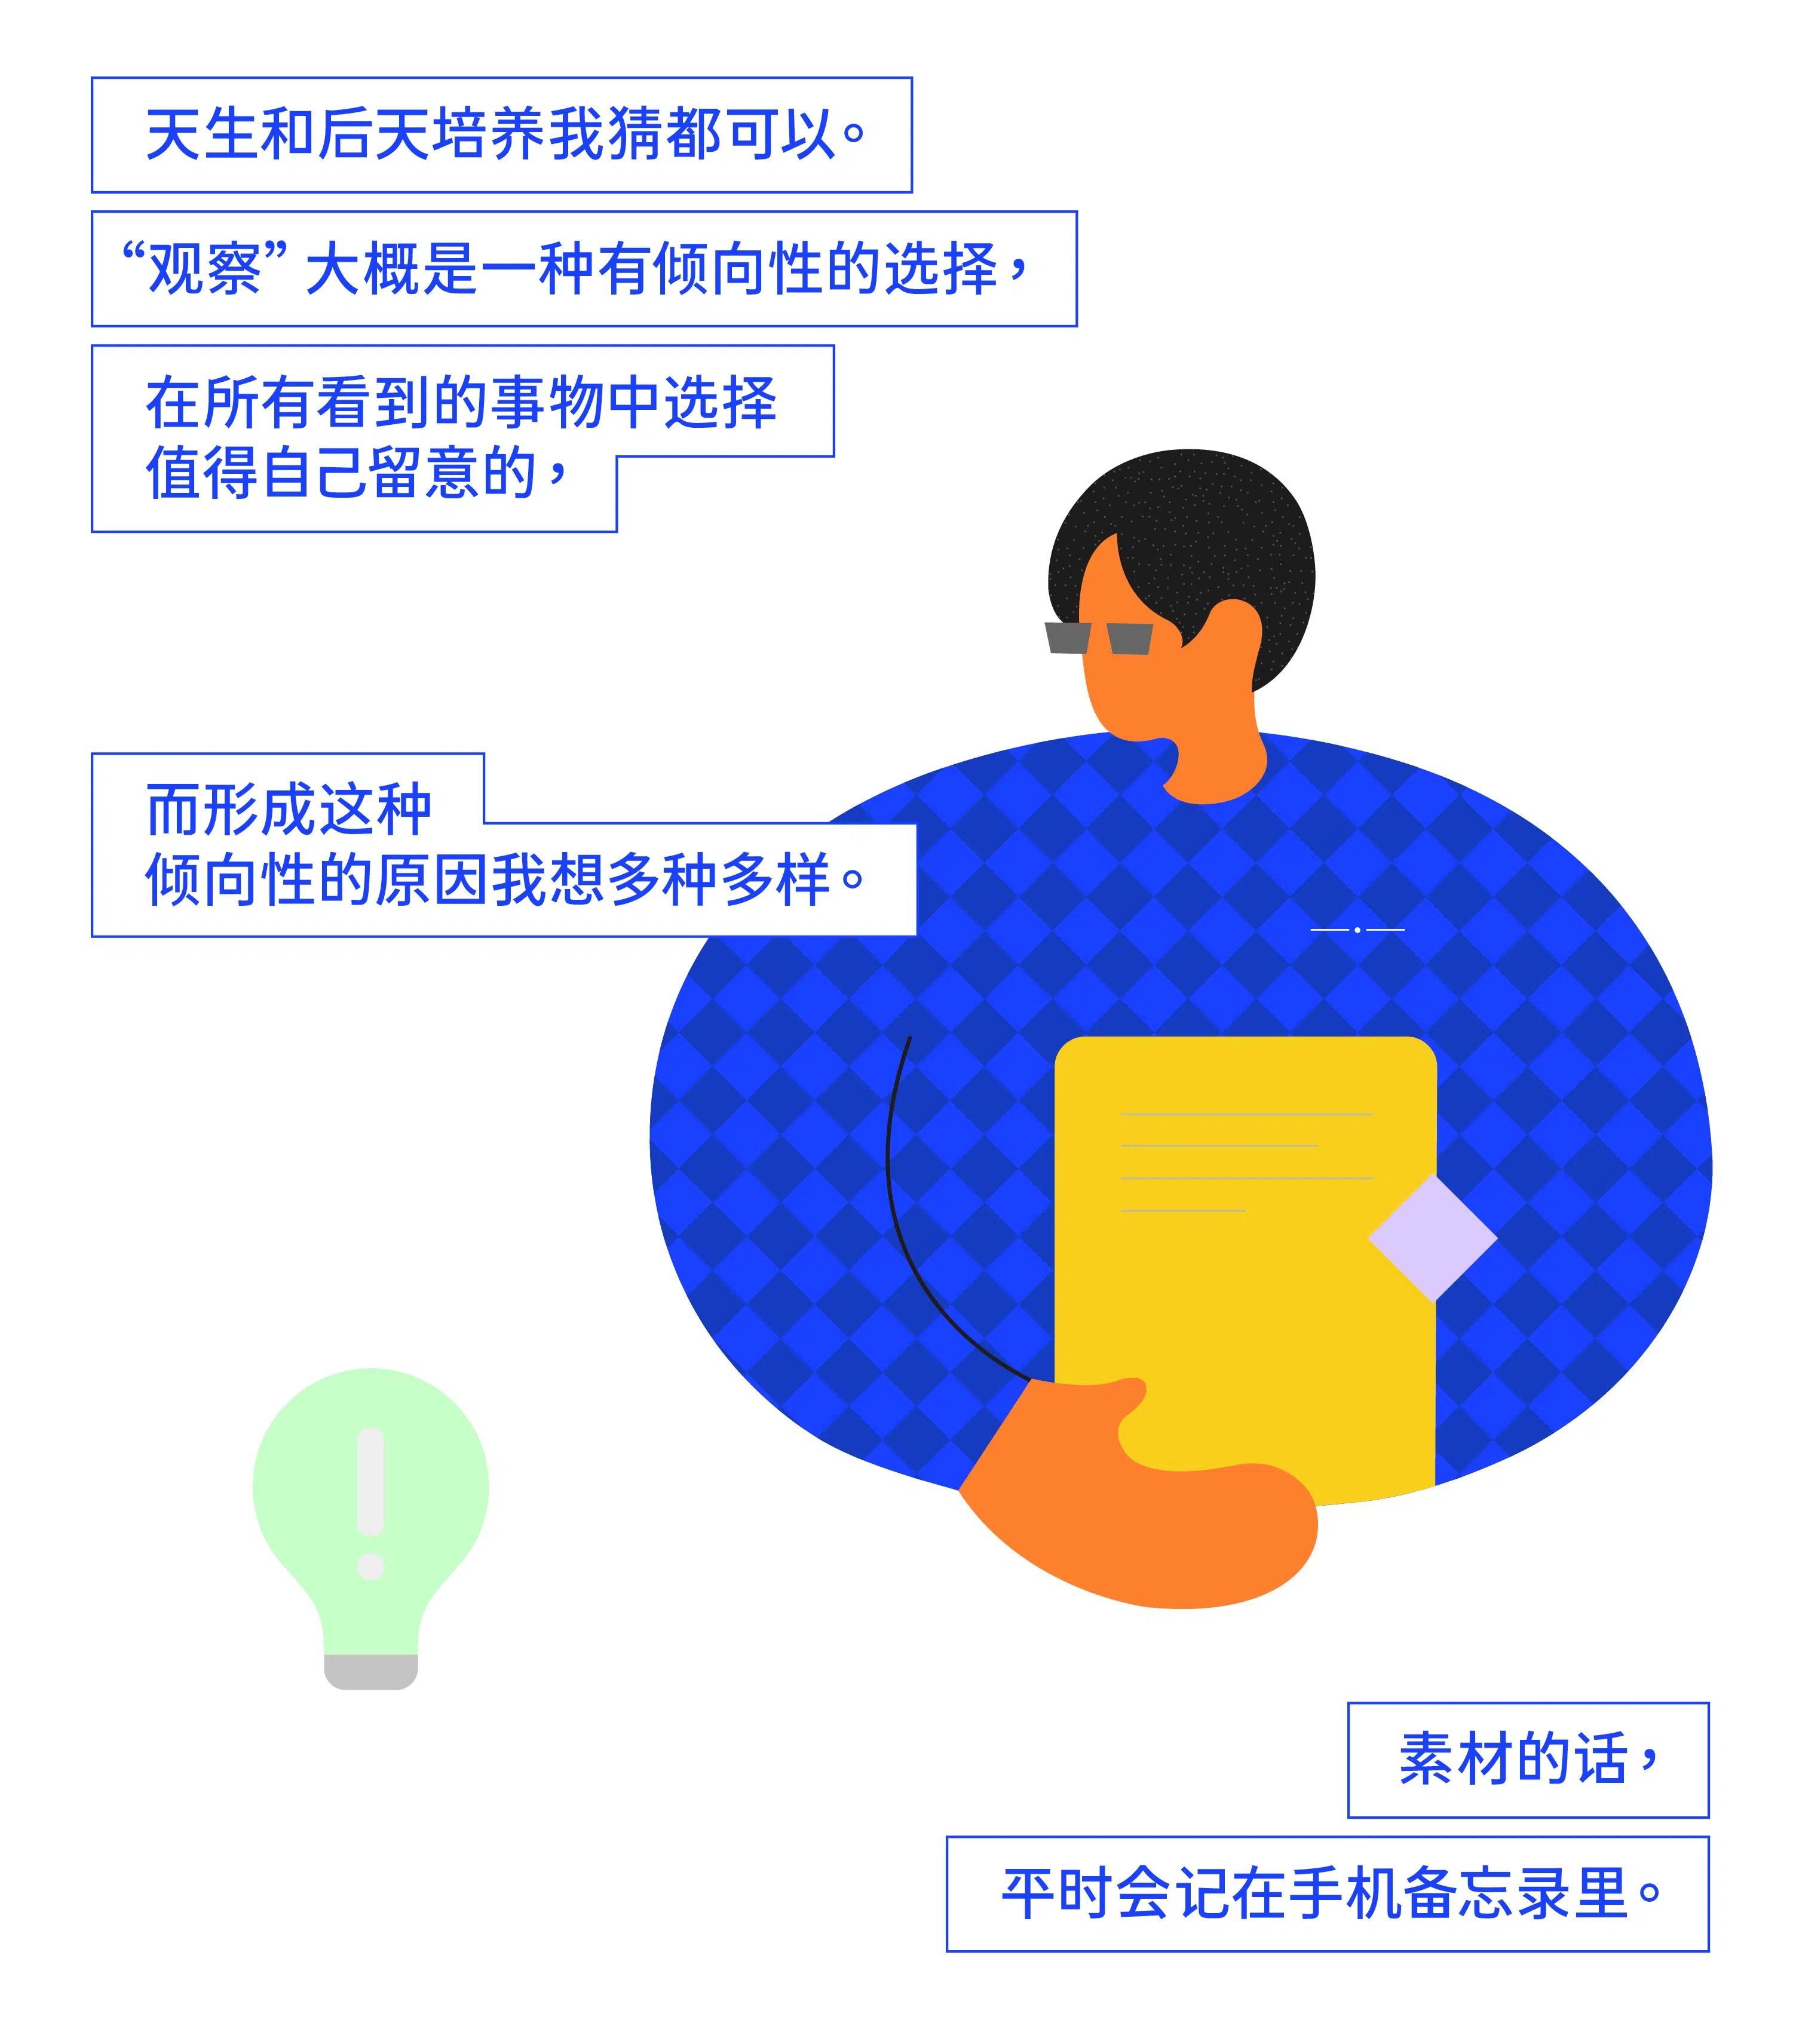 天生和后天培养我猜都可以。
“观察” 大概是一种有倾向性的选择，
在所有看到的事物中选择
值得自己留意的，
而形成这种
倾向性的原因我想多种多样。
素材的话，
平时会记在手机备忘录里。